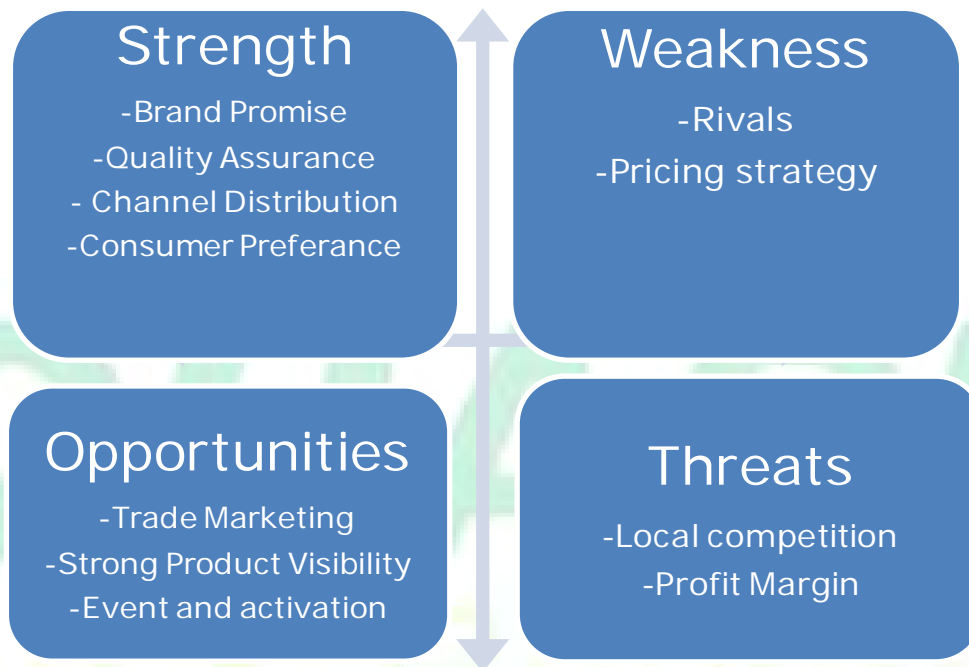 Strength
-Brand Promise
-Quality Assurance
- Channel Distribution
-Consumer Preferance
Weakness
-Rivals
-Pricing strategy
Opportunities
-Trade Marketing
-Strong Product Visibility
-Event and activation
Threats
-Local competition
-Profit Margin